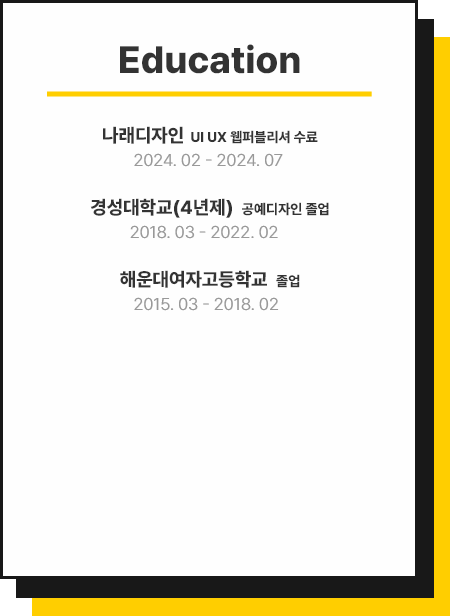 Education
나래디자인 UI UX 웹퍼블리셔 수료
2024. 02 - 2024. 07
경성대학교(4년제) 공예디자인 졸업
2018. 03 - 2022. 02
해운대여자고등학교 졸업
2015. 03 - 2018. 02